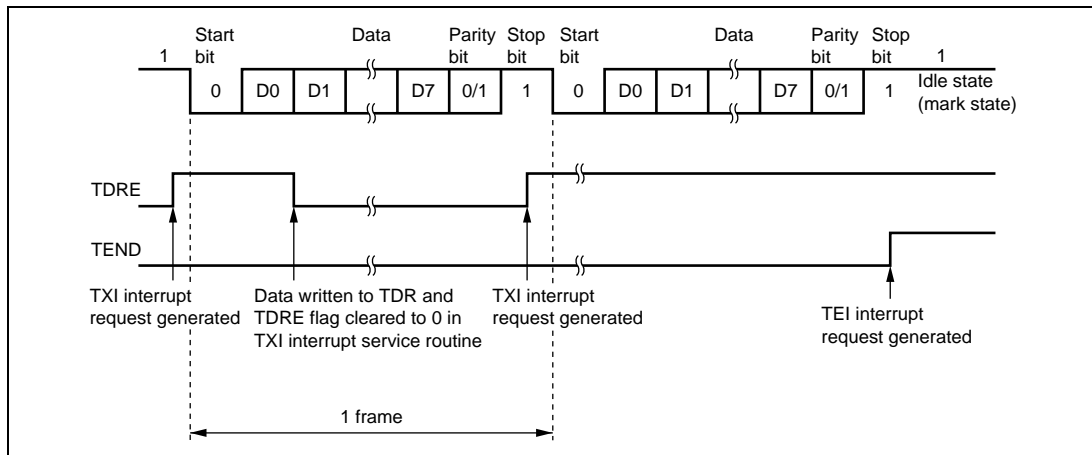 1
Start
bit
Data
Parity
bit
Stop
bit
Start
bit
Data
Parity
bit
Stop
bit
1
0 D0 D1 D7 0/1 1 0 D0 D1 D7 0/1 1
Idle state
(mark state)
TDRE
TEND
TXI interrupt
request generated
Data written to TDR and
TDRE flag cleared to 0 in
TXI interrupt service routine
TXI interrupt
request generated
TEI interrupt
request generated
1 frame